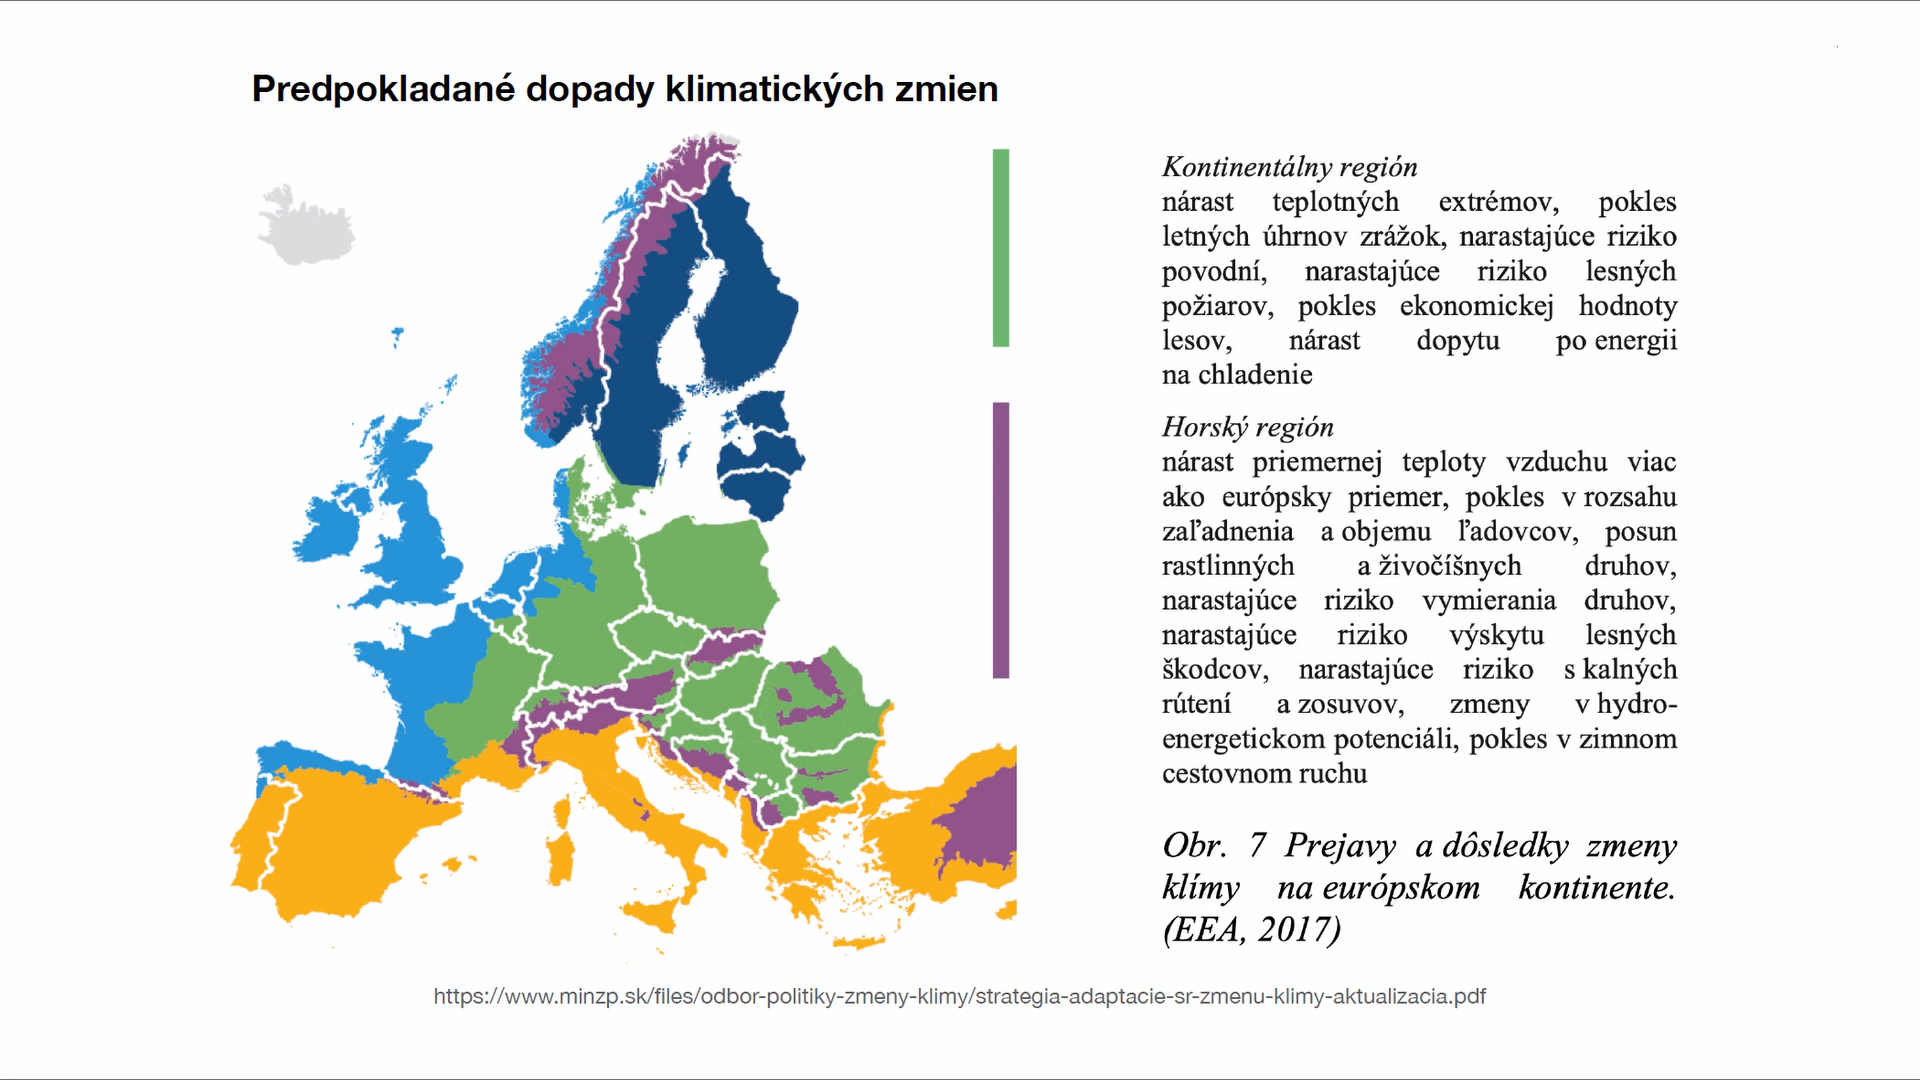 Predpokladané dopady klimatických zmien
Kontinentálny región
nárast teplotných extrémov, pokles
letných úhrnov zrážok, narastajúce riziko
povodní, narastajúce riziko lesných
požiarov, pokles ekonomickej hodnoty
lesov, nárast dopytu po energii
na chladenie
Horský región
nárast priemernej teploty vzduchu viac
ako európsky priemer, pokles v rozsahu
zaľadnenia a objemu ľadovcov, posun
rastlinných a živočíšnych druhov,
narastajúce riziko vymierania druhov,
narastajúce riziko výskytu lesných
škodcov, narastajúce riziko s kalných
rútení a zosuvov, zmeny v hydro-
energetickom potenciáli, pokles v zimnom
cestovnom ruchu
Obr. 7 Prejavy a dôsledky zmeny
klímy na európskom kontinente.
(EEA, 2017)
https://www.minzp.sk/files/odbor-politiky-zmeny-klimy/strategia-adaptacie-sr-zmenu-klimy-aktualizacia.pdf